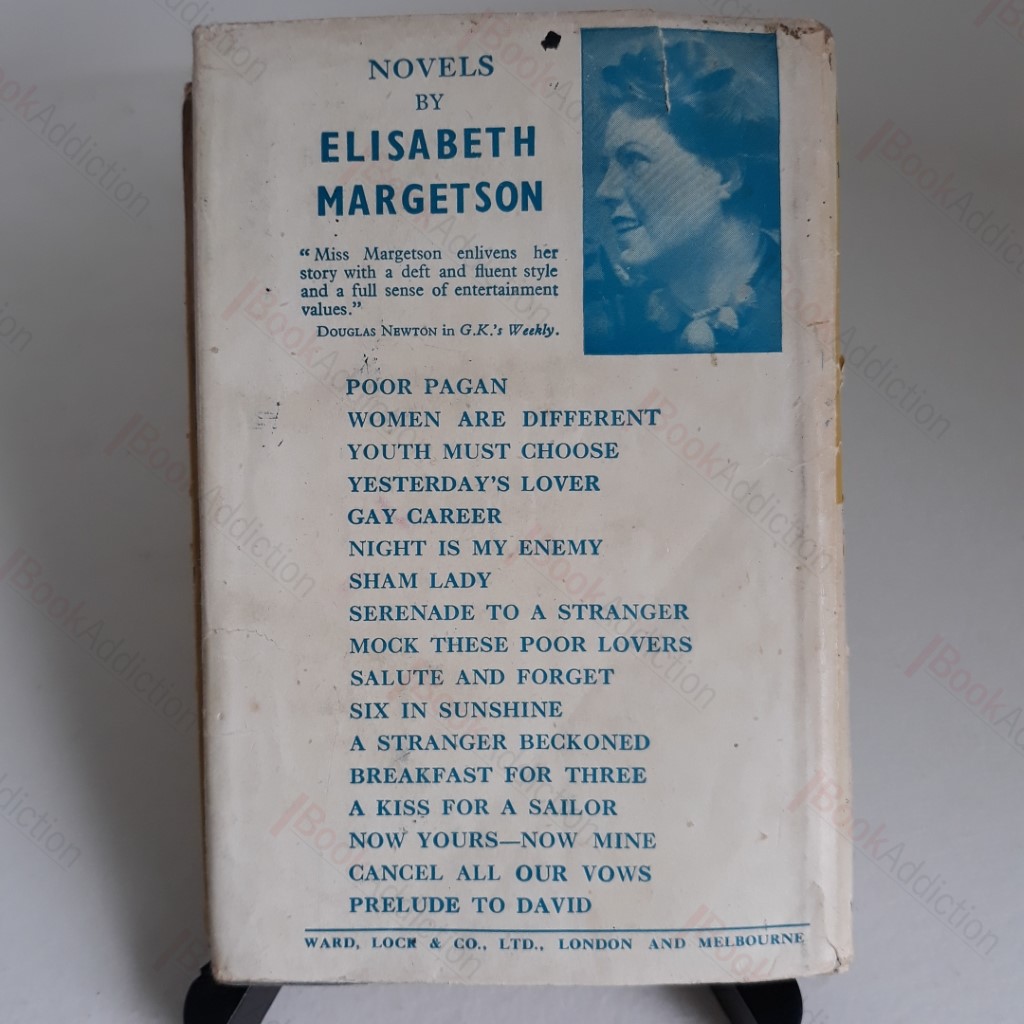 NOVELS
BY
ELISABETH
MARGETSON
“Miss Margetson enlivens her
story with a deft and fluent style
and a full sense of entertainment
values.”
DOUGLAS NEWTON in G.K.'s Weekly.
POOR PAGAN
WOMEN ARE DIFFERENT
YOUTH MUST CHOOSE
YESTERDAY'S LOVER
GAY CAREER
NIGHT IS MY ENEMY
SHAM LADY
SERENADE TO A STRANGER
MOCK THESE POOR LOVERS
SALUTE AND FORGET
SIX IN SUNSHINE
A STRANGER BECKONED
BREAKFAST FOR THREE
A KISS FOR A SAILOR
NOW YOURS—NOW MINE
CANCEL ALL OUR VOWS
PRELUDE TO DAVID
WARD, LOCK & CO., LTD., LONDON AND MELBOURNE
BookAddiction